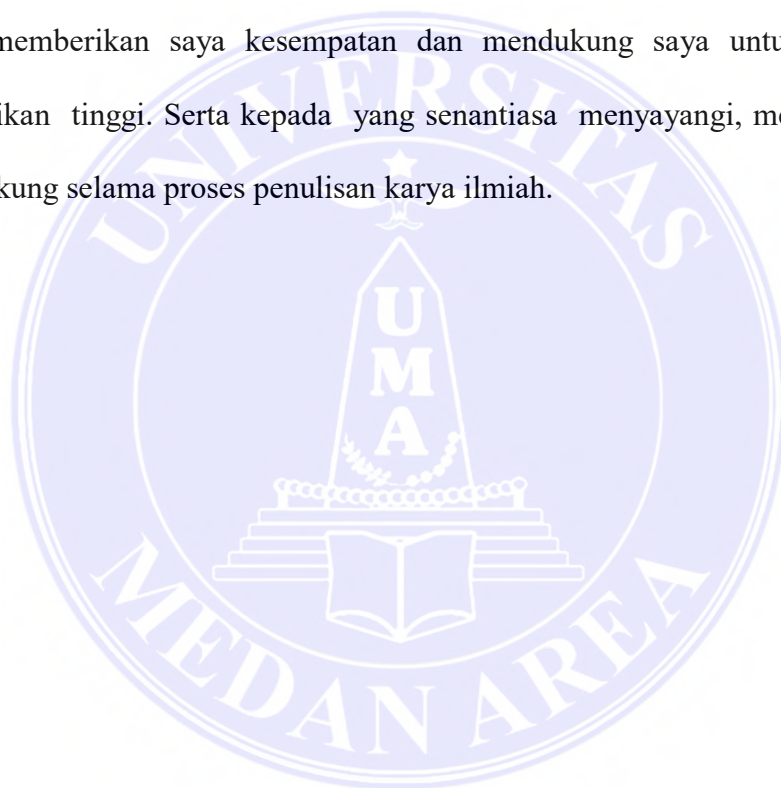 memberikan saya kesempatan dan mendukung saya untu
ikan tinggi. Serta kepada yang senantiasa menyayangi, m
kung selama proses penulisan karya ilmiah.
UNIVERSITAS
UMA
MEDAN AREA